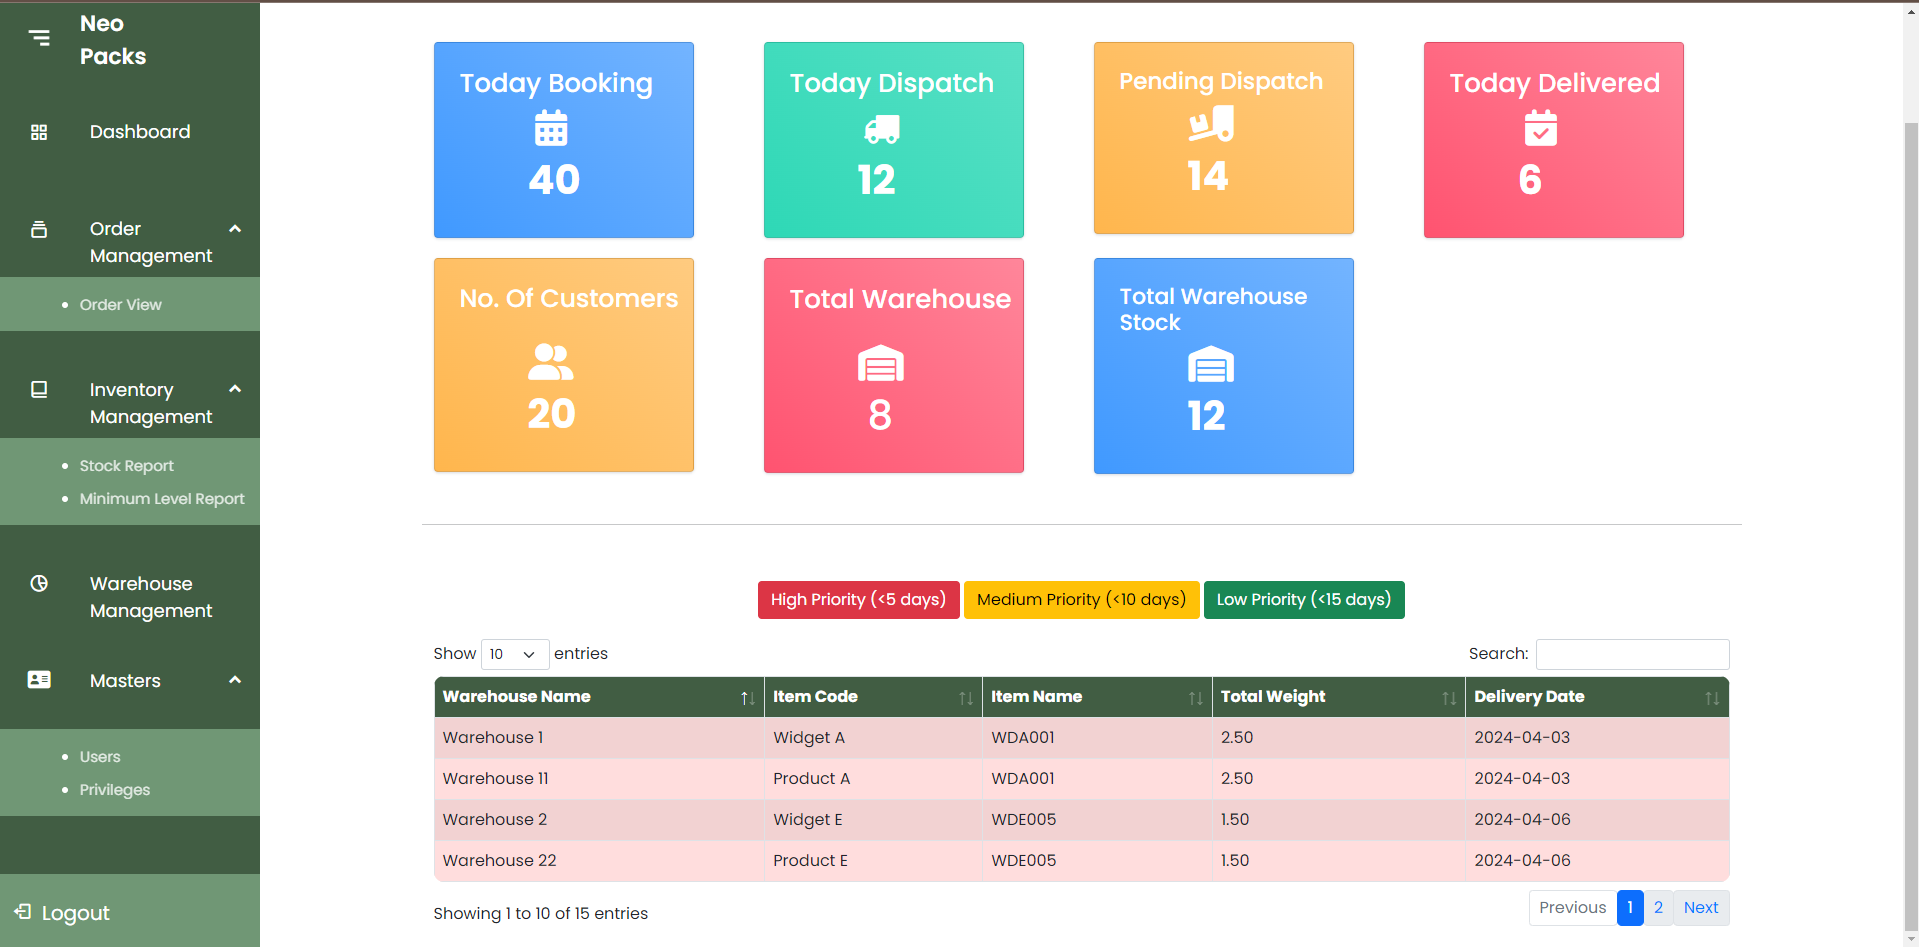 Neo
Packs
Dashboard
Order
Management
Order View
Inventory
Management
Stock Report
Minimum Level Report
Warehouse
Management
Masters
Users
Privileges
Logout
Today Booking
40
Today Dispatch
12
Pending Dispatch
14
Today Delivered
6
No. Of Customers
20
Total Warehouse
8
Total Warehouse
Stock
12
High Priority (<5 days) Medium Priority (<10 days) Low Priority (<15 days)
Show 10 entries Search:
Warehouse Name Item Code Item Name Total Weight Delivery Date
Warehouse 1 Widget A WDA001 2.50 2024-04-03
Warehouse 11 Product A WDA001 2.50 2024-04-03
Warehouse 2 Widget E WDE005 1.50 2024-04-06
Warehouse 22 Product E WDE005 1.50 2024-04-06
Showing 1 to 10 of 15 entries Previous 1 2 Next